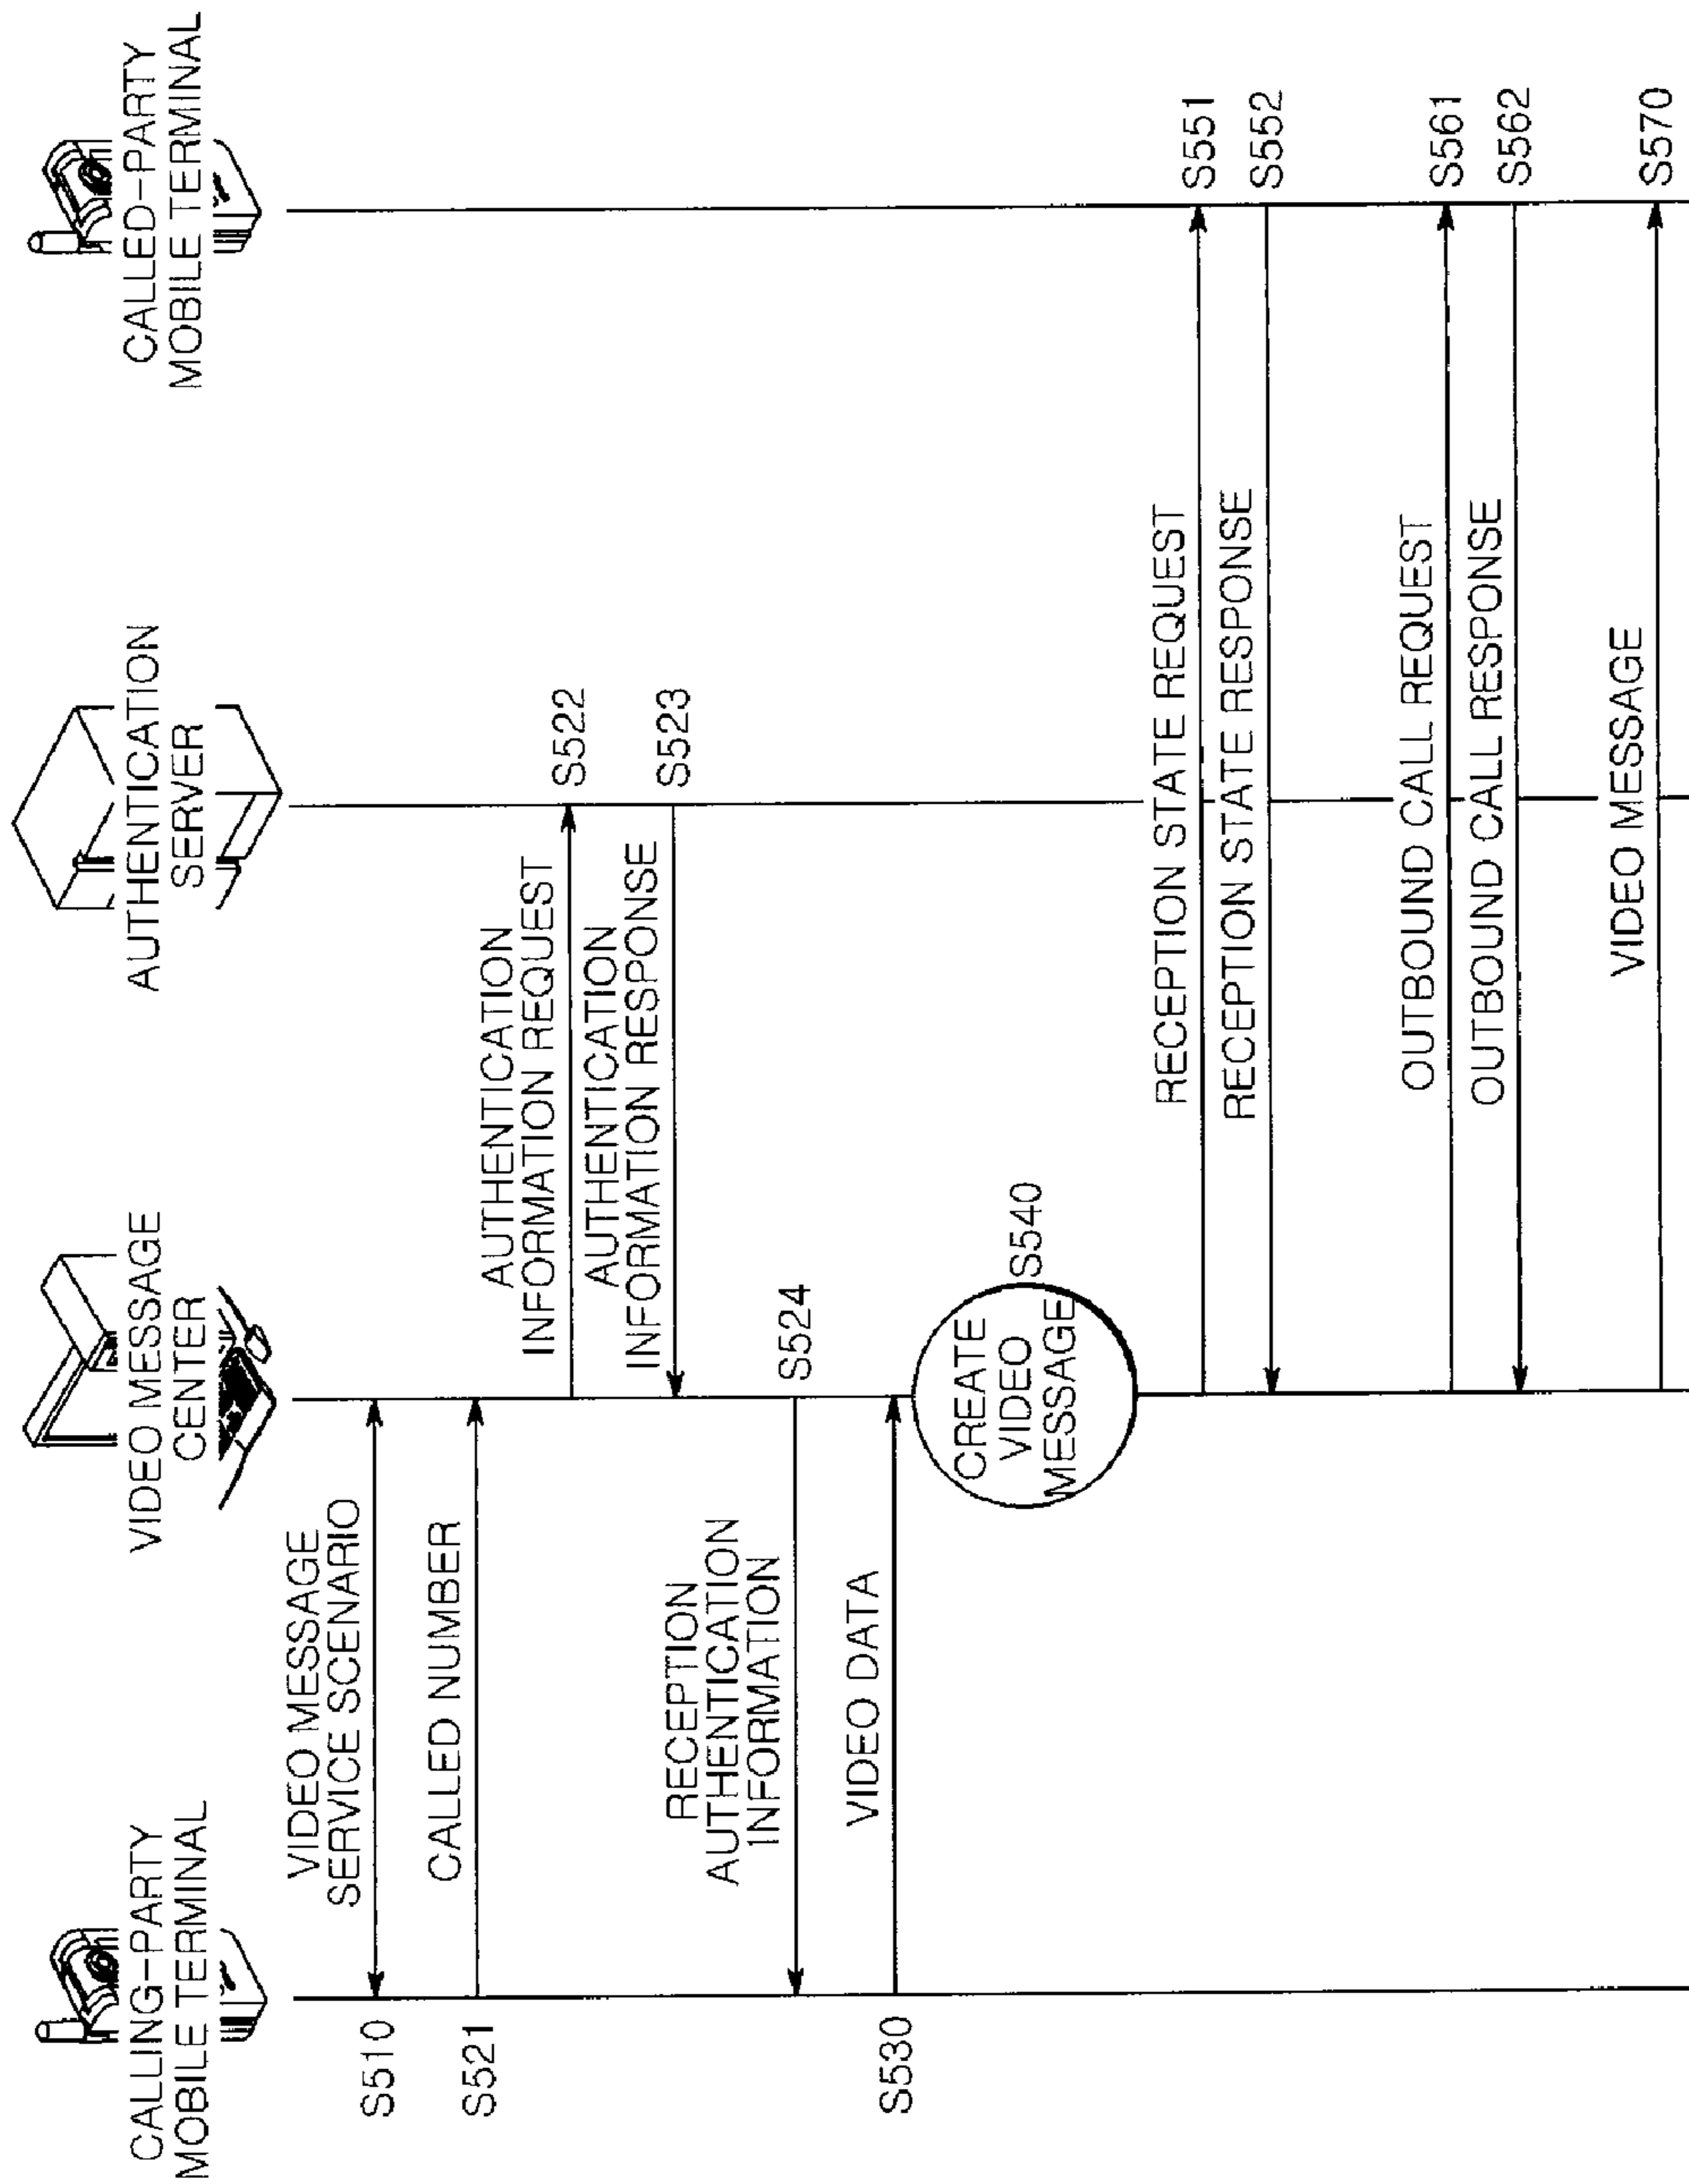 CALLING-PARTY
MOBILE TERMINAL
VIDEO MESSAGE
CENTER
AUTHENTICATION
SERVER
CALLED-PARTY
MOBILE TERMINAL
S510
VIDEO MESSAGE
SERVICE SCENARIO
S521
CALLED NUMBER
AUTHENTICATION
INFORMATION REQUEST
S522
AUTHENTICATION
INFORMATION RESPONSE
S523
RECEPTION
AUTHENTICATION
INFORMATION
S524
S530
VIDEO DATA
CREATE
VIDEO
MESSAGE
S540
RECEPTION STATE REQUEST
S551
RECEPTION STATE RESPONSE
S552
OUTBOUND CALL REQUEST
S561
OUTBOUND CALL RESPONSE
S562
VIDEO MESSAGE
S570